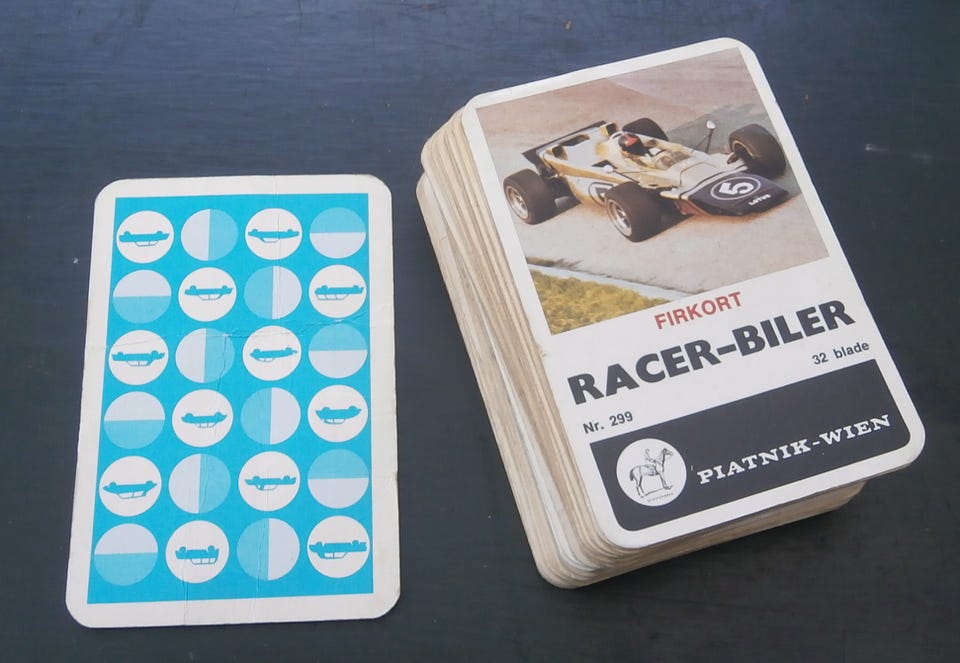 5
LOTUS
FIRKORT
RACER–BILER
32 blade
Nr. 299
PIATNIK-WIEN